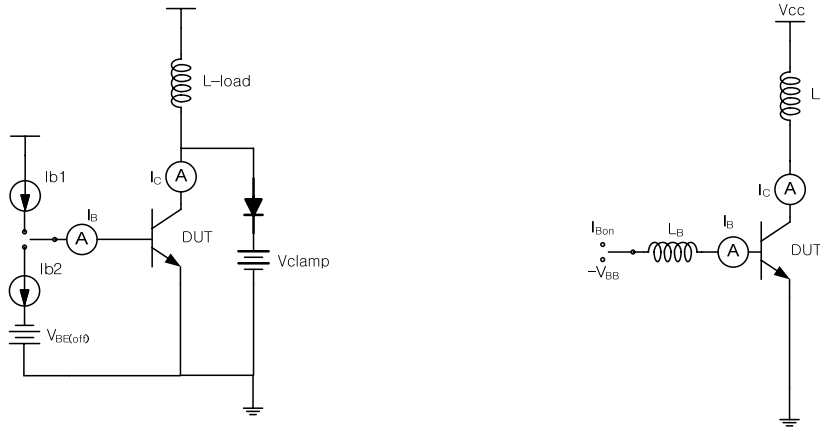 L-load
Ib1
IC
A
IB
A
DUT
Ib2
Vclamp
VBE(off)
Vcc
L
IC
A
IBon
LB
IB
A
DUT
-VBB